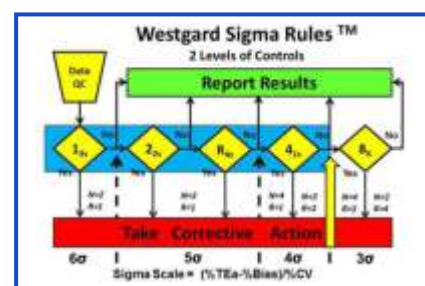 Westgard Sigma Rules TM
2 Levels of Controls
Data
QC
Report Results
No No No No No
1₃ₛ 2₂ₛ R₄ₛ 4₁ₛ 8ₓ
Yes Yes Yes Yes Yes
N=2 N=2 N=4 N=2 N=4 N=2
R=1 R=1 R=1 R=2 R=2 R=4
Take Corrective Action
6σ 5σ 4σ 3σ
Sigma Scale = (%TEa-%Bias)/%CV